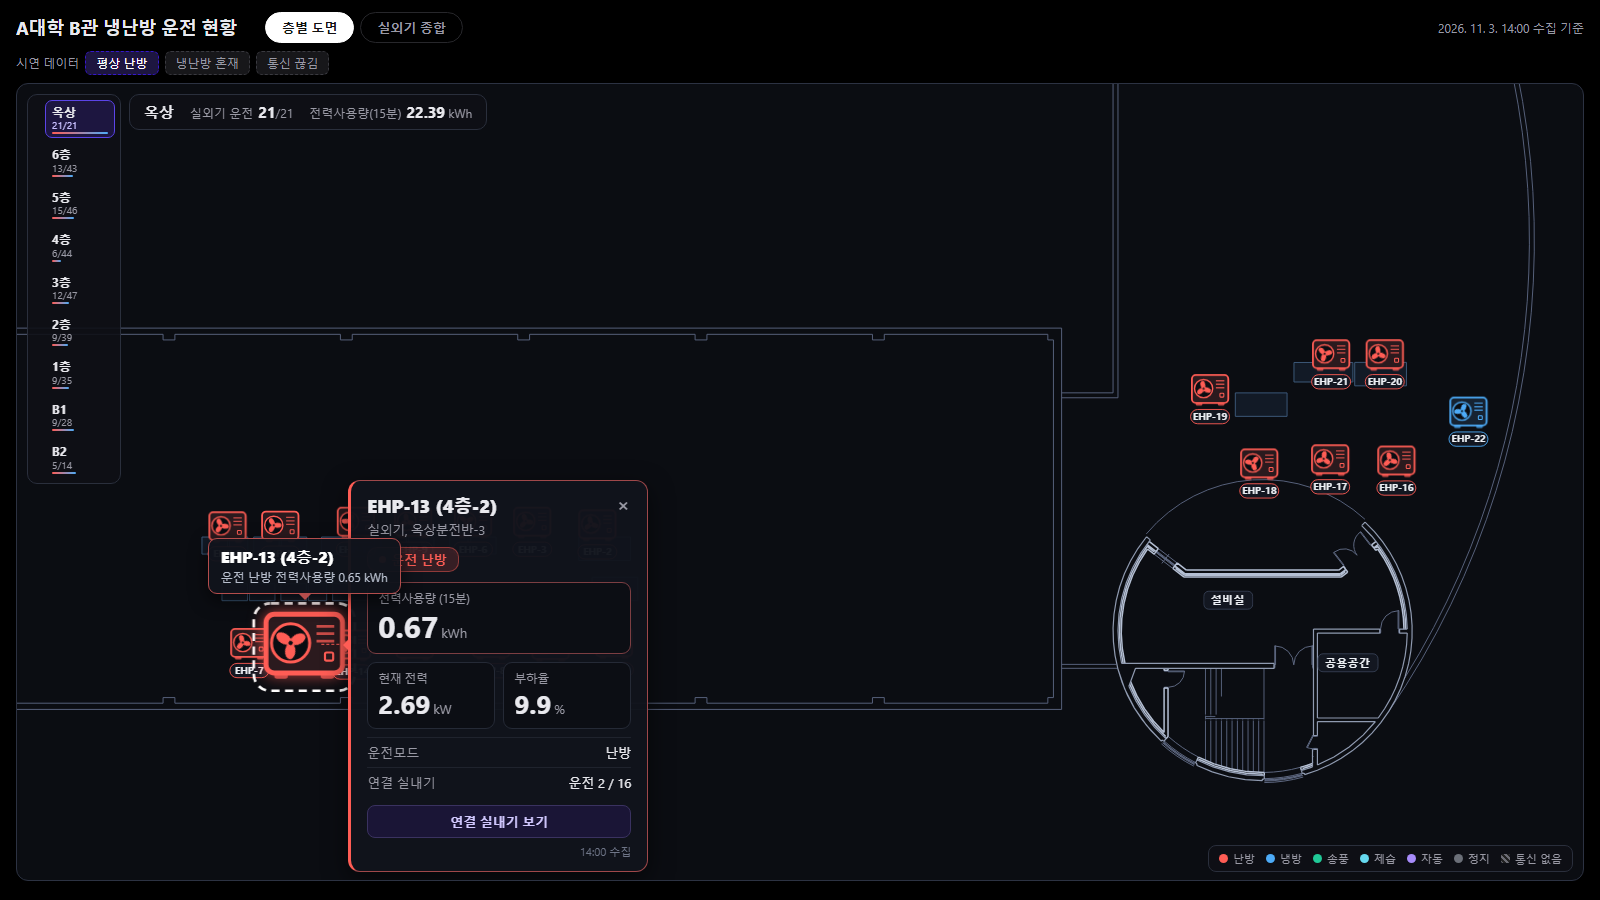 A대학 B관 냉난방 운전 현황
층별 도면
실외기 종합
2026. 11. 3. 14:00 수집 기준
시연 데이터
평상 난방
냉난방 혼재
통신 끊김
옥상
21/21
6층
13/43
5층
15/46
4층
6/44
3층
12/47
2층
9/39
1층
9/35
B1
9/28
B2
5/14
옥상 실외기 운전 21/21 전력사용량(15분) 22.39 kWh
EHP-21
EHP-20
EHP-19
EHP-22
EHP-18
EHP-17
EHP-16
설비실
공용공간
EHP-7
EHP-13 (4층-2)
운전 난방 전력사용량 0.65 kWh
EHP-13 (4층-2)
×
실외기, 옥상분전반-3
운전 난방
전력사용량 (15분)
0.67 kWh
현재 전력
2.69 kW
부하율
9.9 %
운전모드 난방
연결 실내기 운전 2 / 16
연결 실내기 보기
14:00 수집
난방 냉방 송풍 제습 자동 정지 통신 없음